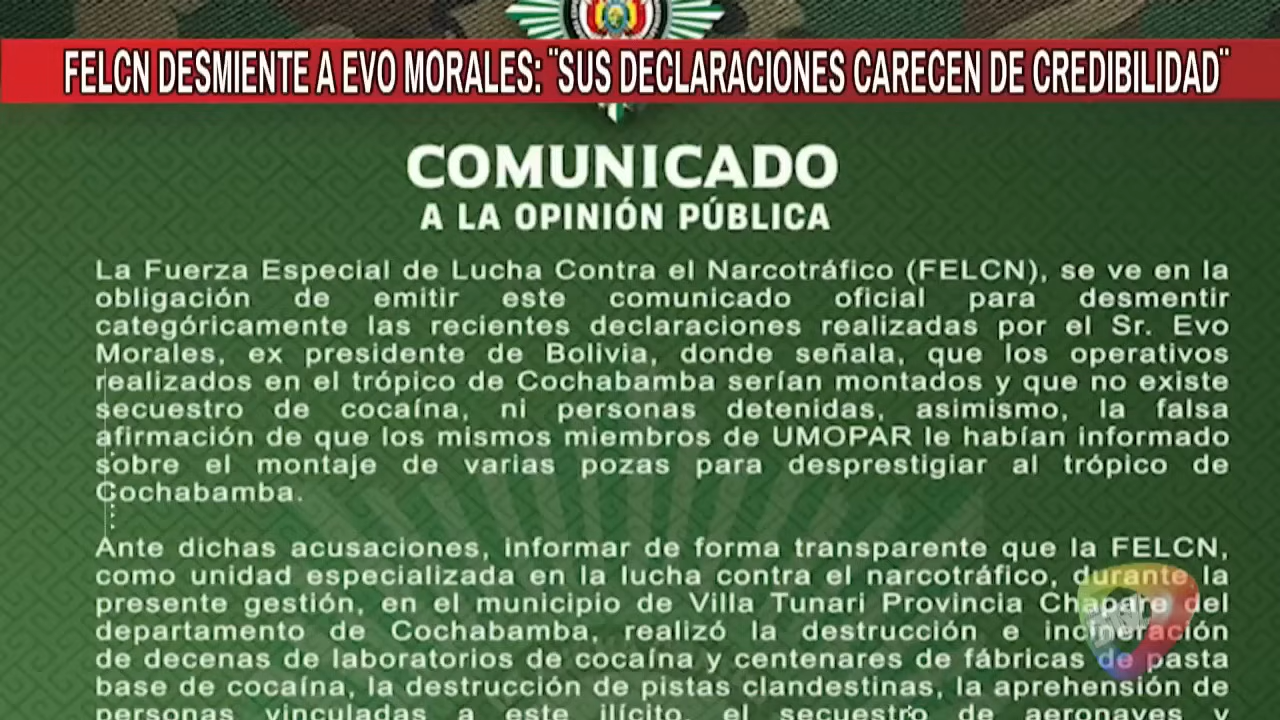 FELCN DESMIENTE A EVO MORALES: ¨SUS DECLARACIONES CARECEN DE CREDIBILIDAD¨
COMUNICADO
A LA OPINIÓN PÚBLICA
La Fuerza Especial de Lucha Contra el Narcotráfico (FELCN), se ve en la
obligación de emitir este comunicado oficial para desmentir
categóricamente las recientes declaraciones realizadas por el Sr. Evo
Morales, ex presidente de Bolivia, donde señala, que los operativos
realizados en el trópico de Cochabamba serían montados y que no existe
secuestro de cocaína, ni personas detenidas, asimismo, la falsa
afirmación de que los mismos miembros de UMOPAR le habían informado
sobre el montaje de varias pozas para desprestigiar al trópico de
Cochabamba.
Ante dichas acusaciones, informar de forma transparente que la FELCN,
como unidad especializada en la lucha contra el narcotráfico, durante la
presente gestión, en el municipio de Villa Tunari Provincia Chapare del
departamento de Cochabamba, realizó la destrucción e incineración
de decenas de laboratorios de cocaína y centenares de fábricas de pasta
base de cocaína, la destrucción de pistas clandestinas, la aprehensión de
personas vinculadas a este ilícito, el secuestro de aeronaves y